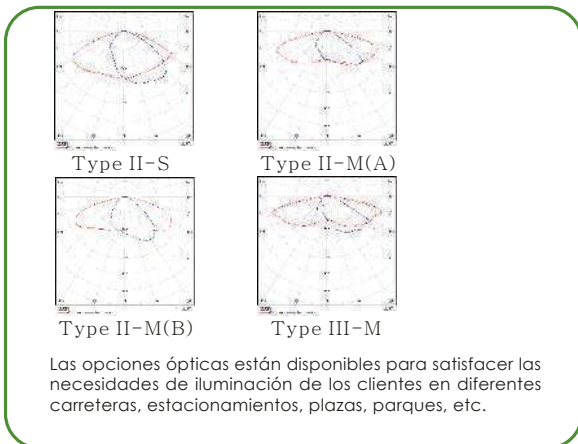 Type II-S
Type II-M(A)
Type II-M(B)
Type III-M
Las opciones ópticas están disponibles para satisfacer las
necesidades de iluminación de los clientes en diferentes
carreteras, estacionamientos, plazas, parques, etc.